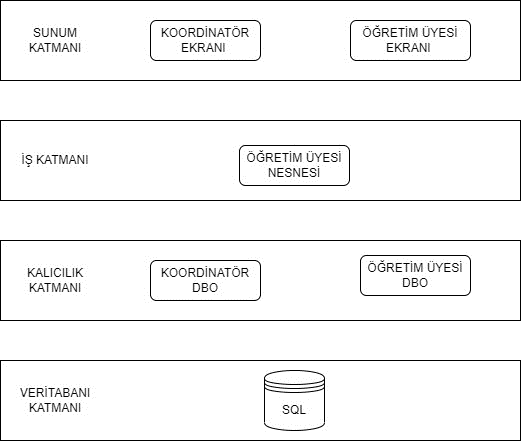 SUNUM
KATMANI
KOORDİNATÖR
EKRANI
ÖĞRETİM ÜYESİ
EKRANI
İŞ KATMANI
ÖĞRETİM ÜYESİ
NESNESİ
KALICILIK
KATMANI
KOORDİNATÖR
DBO
ÖĞRETİM ÜYESİ
DBO
VERİTABANI
KATMANI
SQL